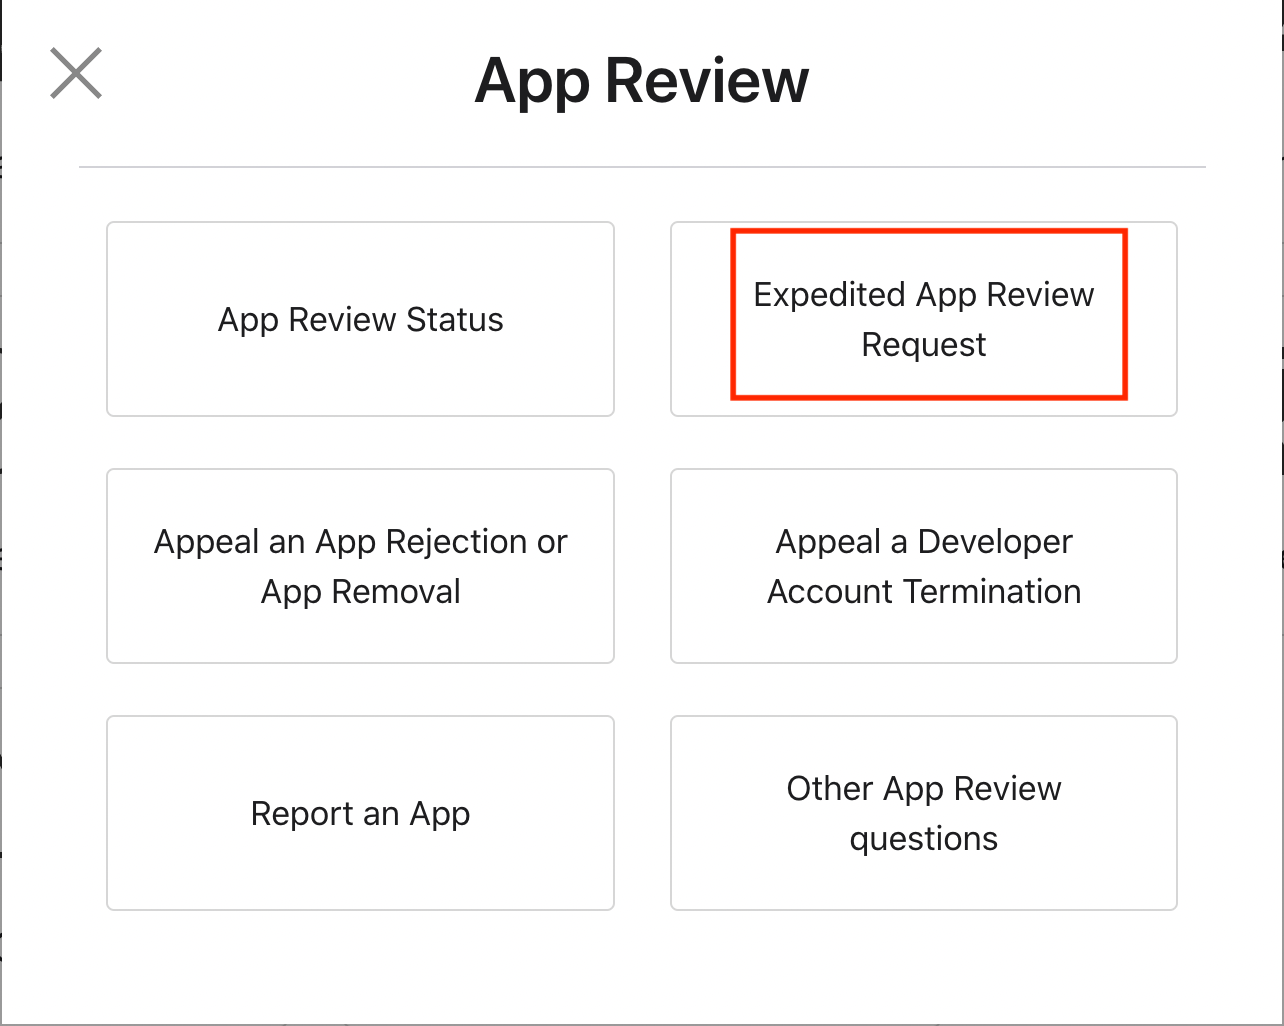 App Review
App Review Status
Expedited App Review
Request
Appeal an App Rejection or
App Removal
Appeal a Developer
Account Termination
Report an App
Other App Review
questions